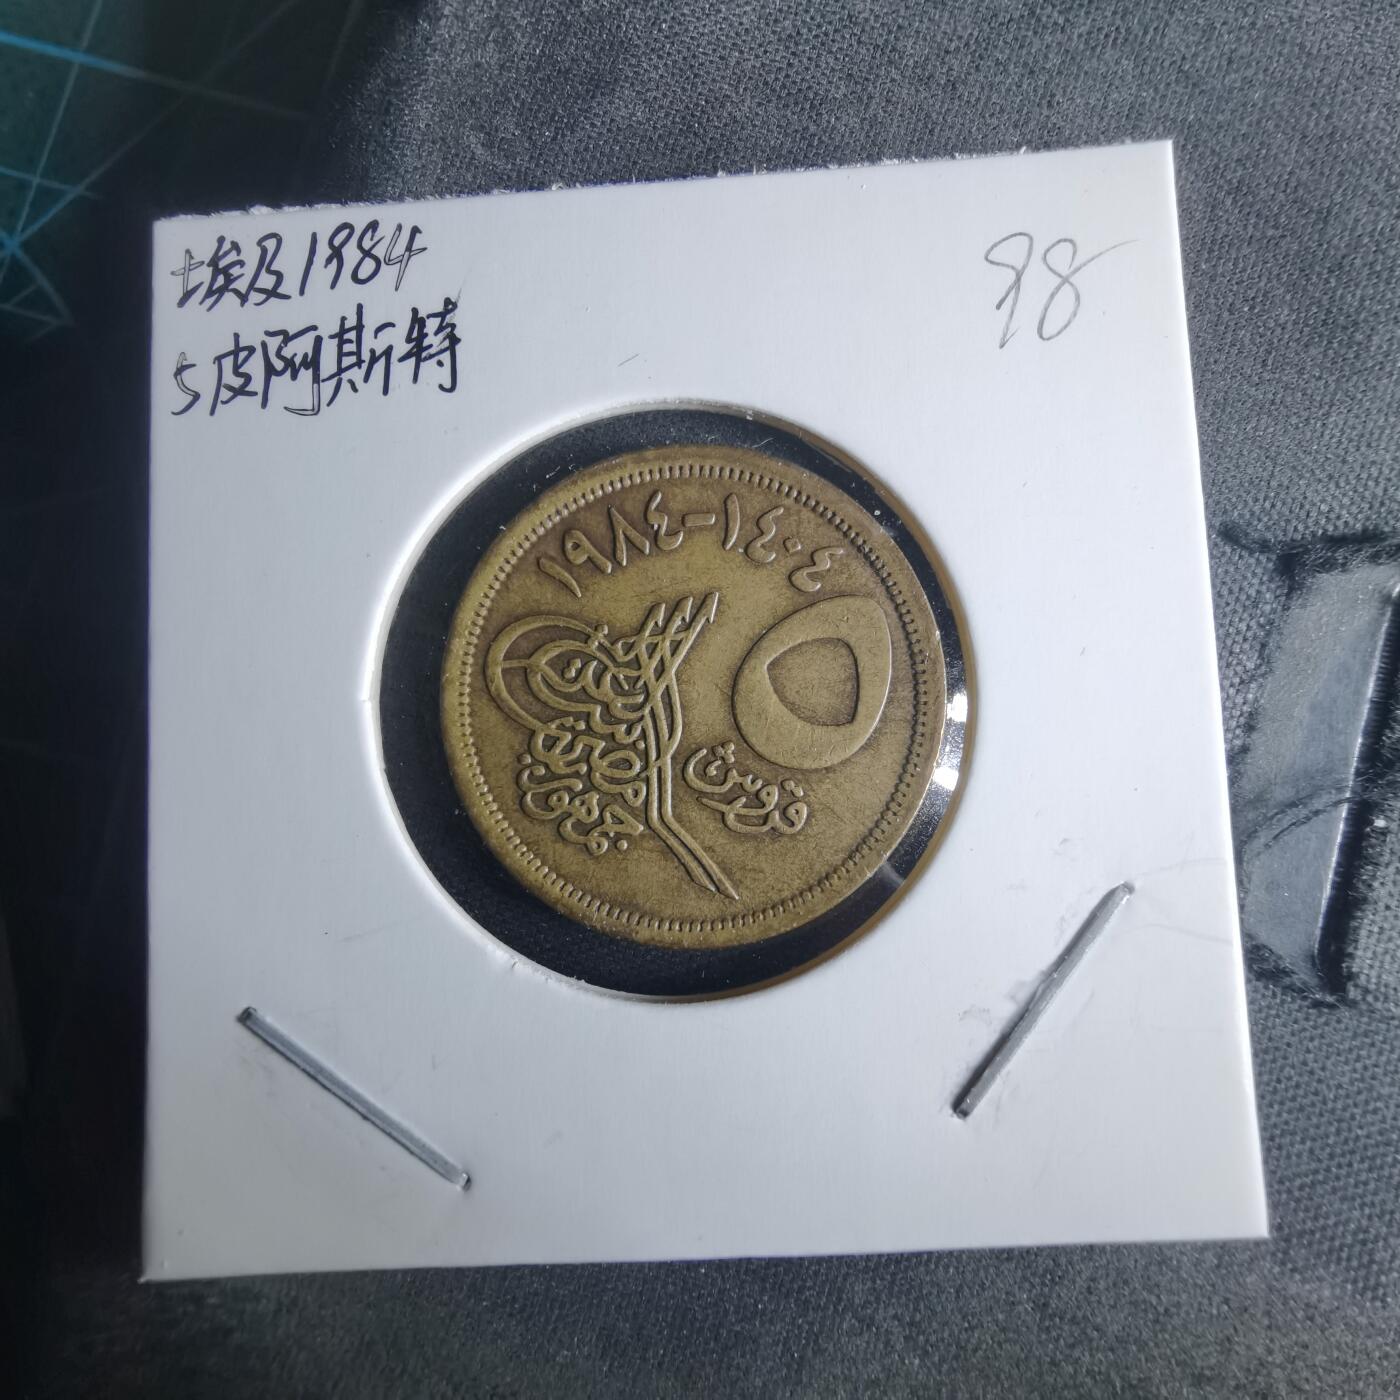 埃及1984
5皮阿斯特
98
١٩٨٤-١٤٠٤
٥
قروش
جمهورية مصر العربية